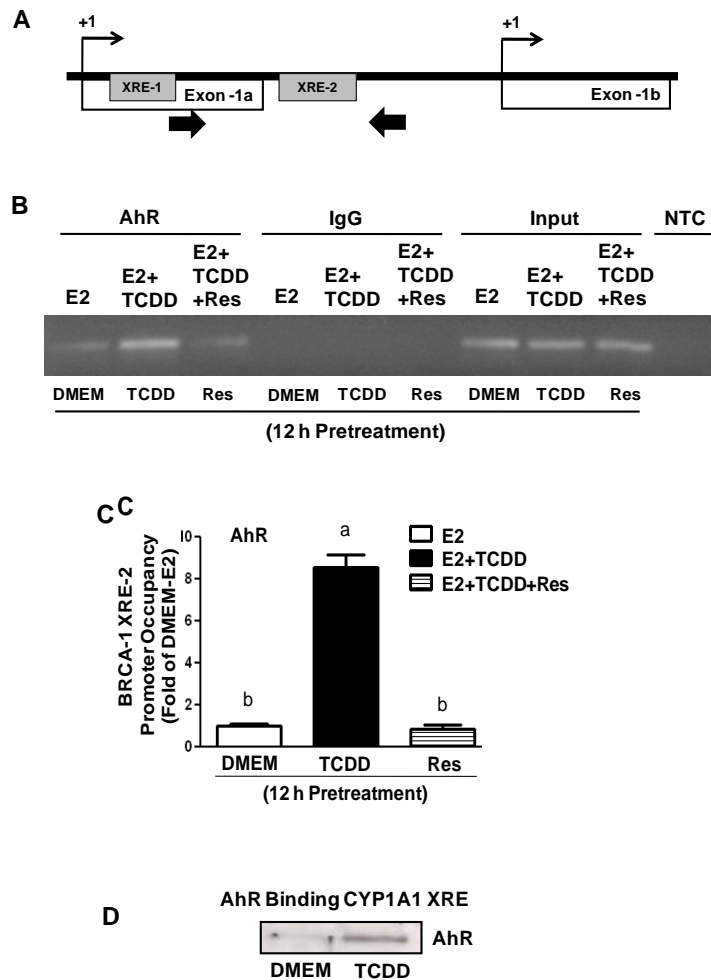 A
+1
+1
XRE-1
Exon -1a
XRE-2
Exon -1b
B
AhR IgG Input NTC
E2 E2+ TCDD E2+ TCDD +Res E2 E2+ TCDD E2+ TCDD +Res E2 E2+ TCDD E2+ TCDD +Res
DMEM TCDD Res DMEM TCDD Res DMEM TCDD Res
(12 h Pretreatment)
C C
BRCA-1 XRE-2
Promoter Occupancy
(Fold of DMEM-E2)
10
8
6
4
2
0
AhR
a
b
b
E2
E2+TCDD
E2+TCDD+Res
DMEM TCDD Res
(12 h Pretreatment)
D
AhR Binding CYP1A1 XRE
AhR
DMEM TCDD